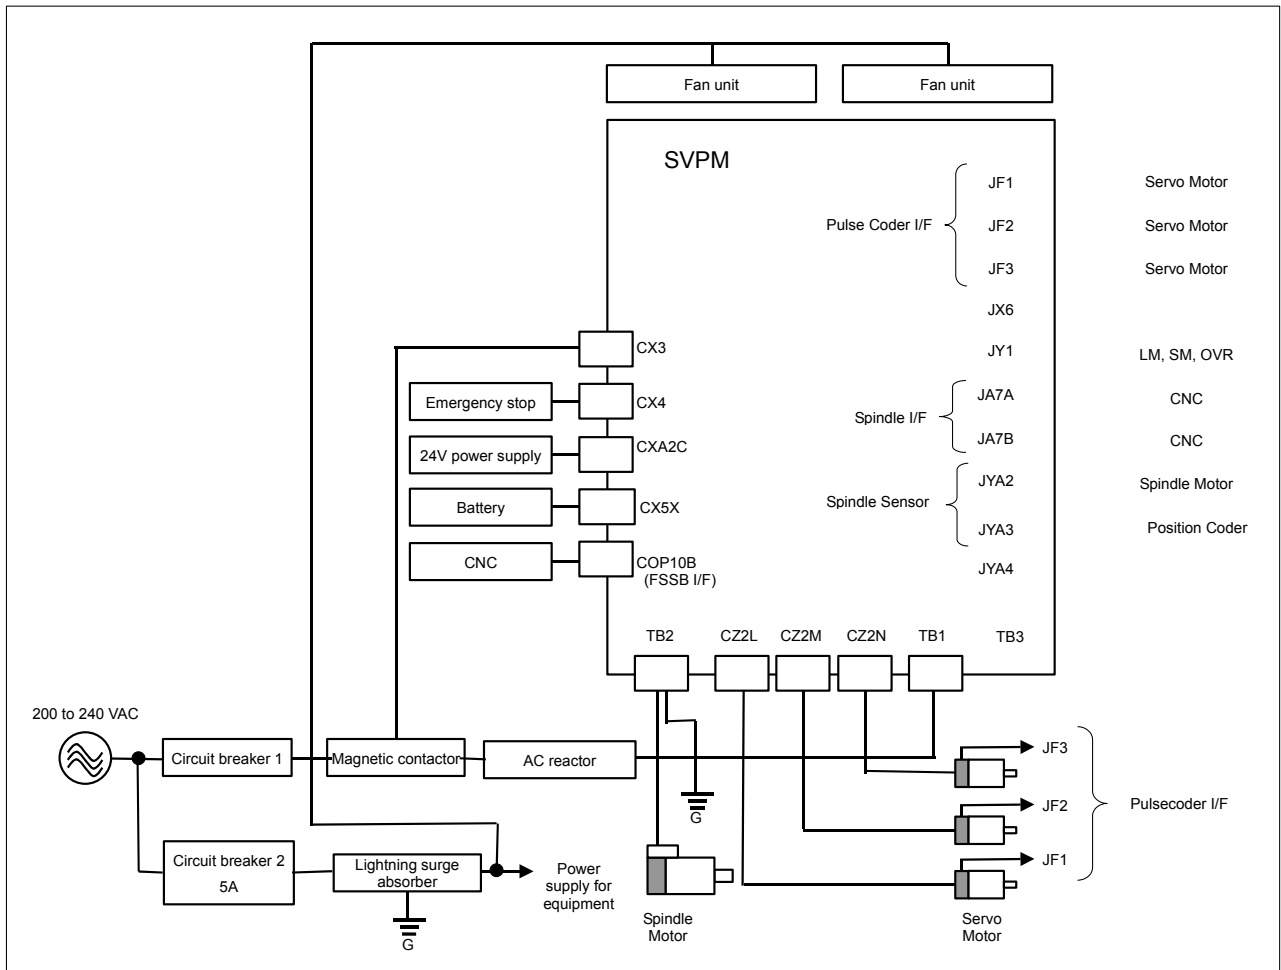 Fan unit
Fan unit
SVPM
JF1
Servo Motor
Pulse Coder I/F
JF2
Servo Motor
JF3
Servo Motor
JX6
CX3
JY1
LM, SM, OVR
Emergency stop
CX4
JA7A
CNC
Spindle I/F
24V power supply
CXA2C
JA7B
CNC
JYA2
Spindle Motor
Battery
CX5X
Spindle Sensor
JYA3
Position Coder
CNC
COP10B
(FSSB I/F)
JYA4
TB2
CZ2L
CZ2M
CZ2N
TB1
TB3
200 to 240 VAC
Circuit breaker 1
Magnetic contactor
AC reactor
JF3
G
JF2
Pulsecoder I/F
Circuit breaker 2
5A
Lightning surge
absorber
Power
supply for
equipment
JF1
G
Spindle
Motor
Servo
Motor